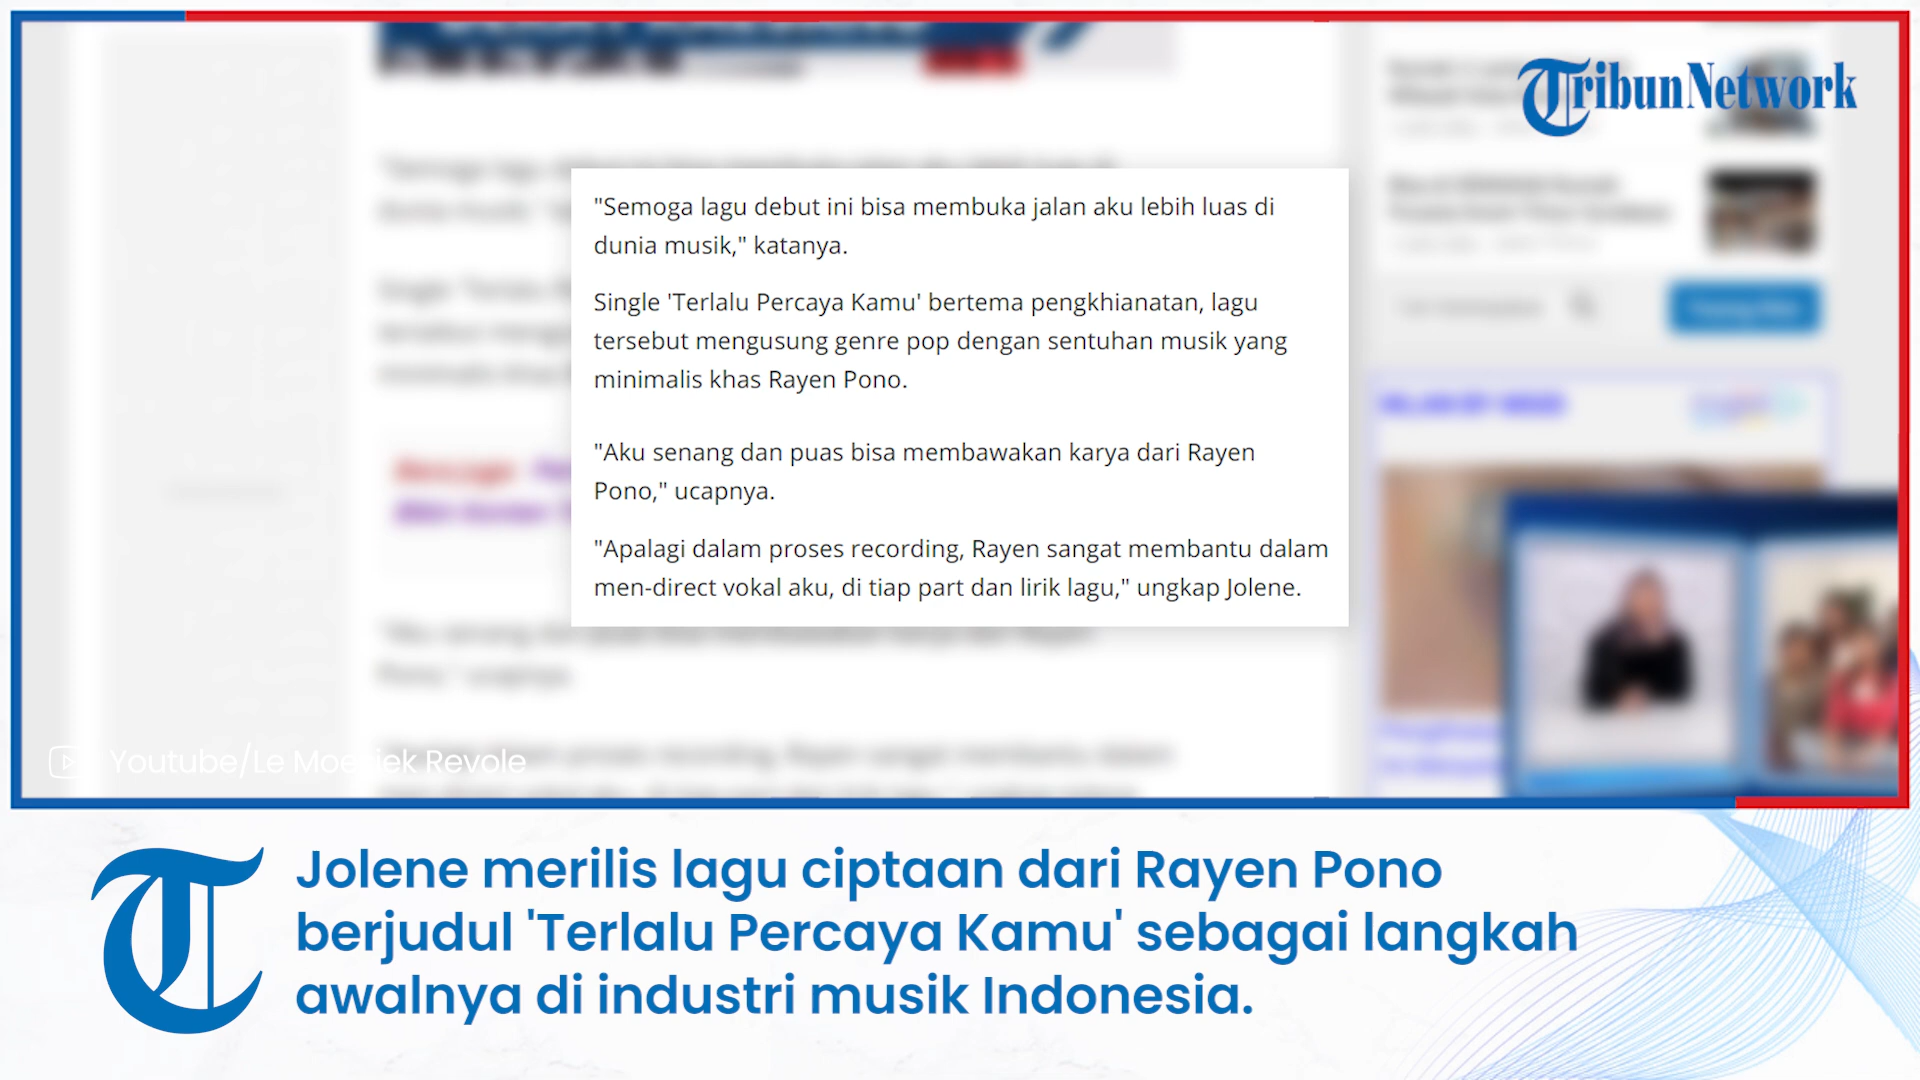 TribunNetwork
"Semoga lagu debut ini bisa membuka jalan aku lebih luas di
dunia musik," katanya.
Single 'Terlalu Percaya Kamu' bertema pengkhianatan, lagu
tersebut mengusung genre pop dengan sentuhan musik yang
minimalis khas Rayen Pono.
"Aku senang dan puas bisa membawakan karya dari Rayen
Pono," ucapnya.
"Apalagi dalam proses recording, Rayen sangat membantu dalam
men-direct vokal aku, di tiap part dan lirik lagu," ungkap Jolene.
Youtube/Le Moesiek Revole
Jolene merilis lagu ciptaan dari Rayen Pono
berjudul 'Terlalu Percaya Kamu' sebagai langkah
awalnya di industri musik Indonesia.